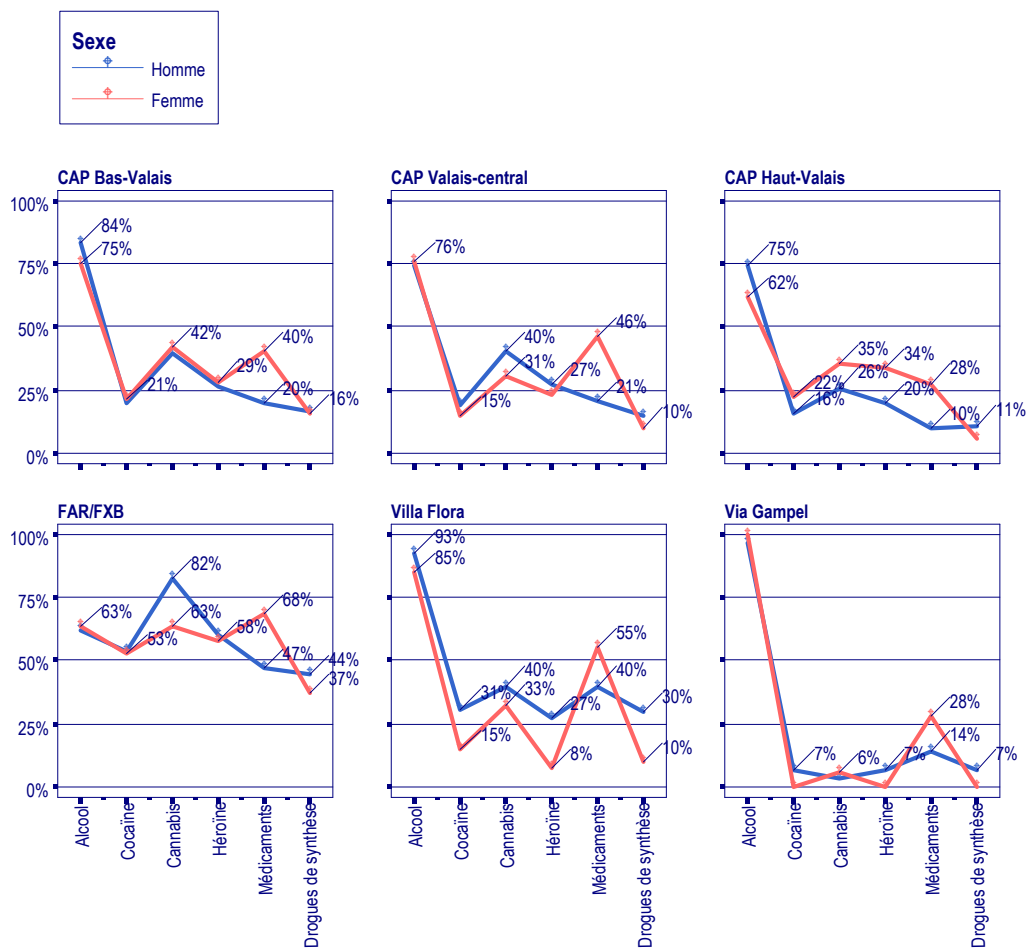 Sexe
Homme
Femme
CAP Bas-Valais
CAP Valais-central
CAP Haut-Valais
100%
75%
50%
25%
0%
84%
75%
21%
42%
29%
40%
20%
16%
76%
15%
40%
31%
27%
46%
21%
10%
75%
62%
22%
16%
35%
26%
34%
20%
28%
10%
11%
FAR/FXB
Villa Flora
Via Gampel
100%
75%
50%
25%
0%
63%
53%
82%
63%
58%
68%
47%
44%
37%
93%
85%
31%
15%
40%
33%
27%
8%
55%
40%
30%
10%
7%
6%
7%
28%
14%
7%
Alcool
Cocaïne
Cannabis
Héroïne
Médicaments
Drogues de synthèse
Alcool
Cocaïne
Cannabis
Héroïne
Médicaments
Drogues de synthèse
Alcool
Cocaïne
Cannabis
Héroïne
Médicaments
Drogues de synthèse